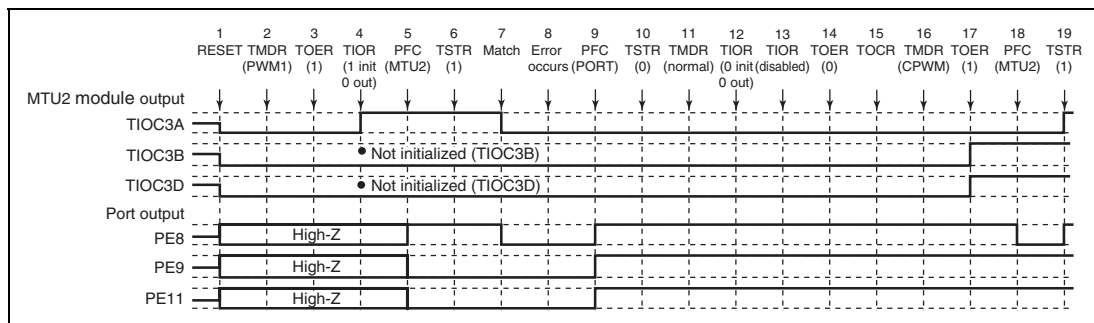 1 2 3 4 5 6 7 8 9 10 11 12 13 14 15 16 17 18 19
RESET TMDR TOER TIOR PFC TSTR Match Error PFC TSTR TMDR TIOR TIOR TOER TOCR TMDR TOER PFC TSTR
(PWM1) (1) (1 init (MTU2) (1) occurs (PORT) (0) (normal) (0 init (disabled) (0) (CPWM) (1) (MTU2) (1)
0 out) 0 out)
MTU2 module output
TIOC3A
TIOC3B • Not initialized (TIOC3B)
TIOC3D • Not initialized (TIOC3D)
Port output
PE8 High-Z
PE9 High-Z
PE11 High-Z